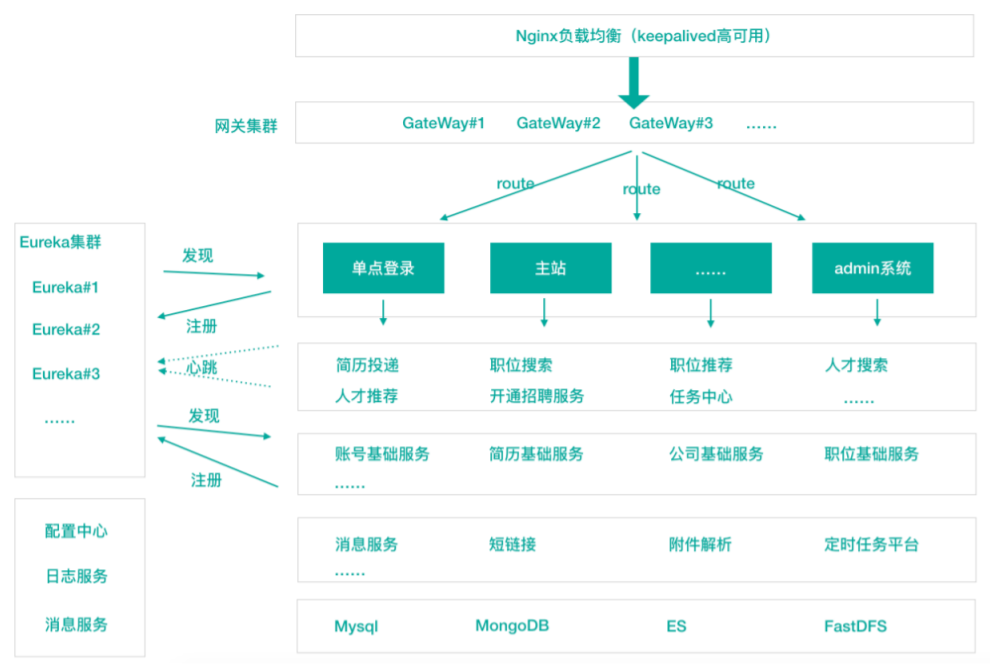 Nginx负载均衡（keepalived高可用）
网关集群
GateWay#1 GateWay#2 GateWay#3 ……
route route route
Eureka集群
Eureka#1
Eureka#2
Eureka#3
……
发现
注册
心跳
发现
注册
单点登录 主站 …… admin系统
简历投递 职位搜索 职位推荐 人才搜索
人才推荐 开通招聘服务 任务中心 ……
账号基础服务 简历基础服务 公司基础服务 职位基础服务
……
配置中心
日志服务
消息服务
消息服务 短链接 附件解析 定时任务平台
……
Mysql MongoDB ES FastDFS